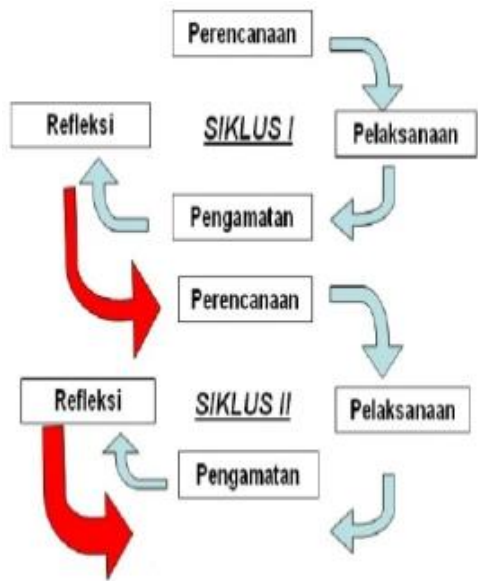 Perencanaan
Refleksi
SIKLUS I
Pelaksanaan
Pengamatan
Perencanaan
Refleksi
SIKLUS II
Pelaksanaan
Pengamatan